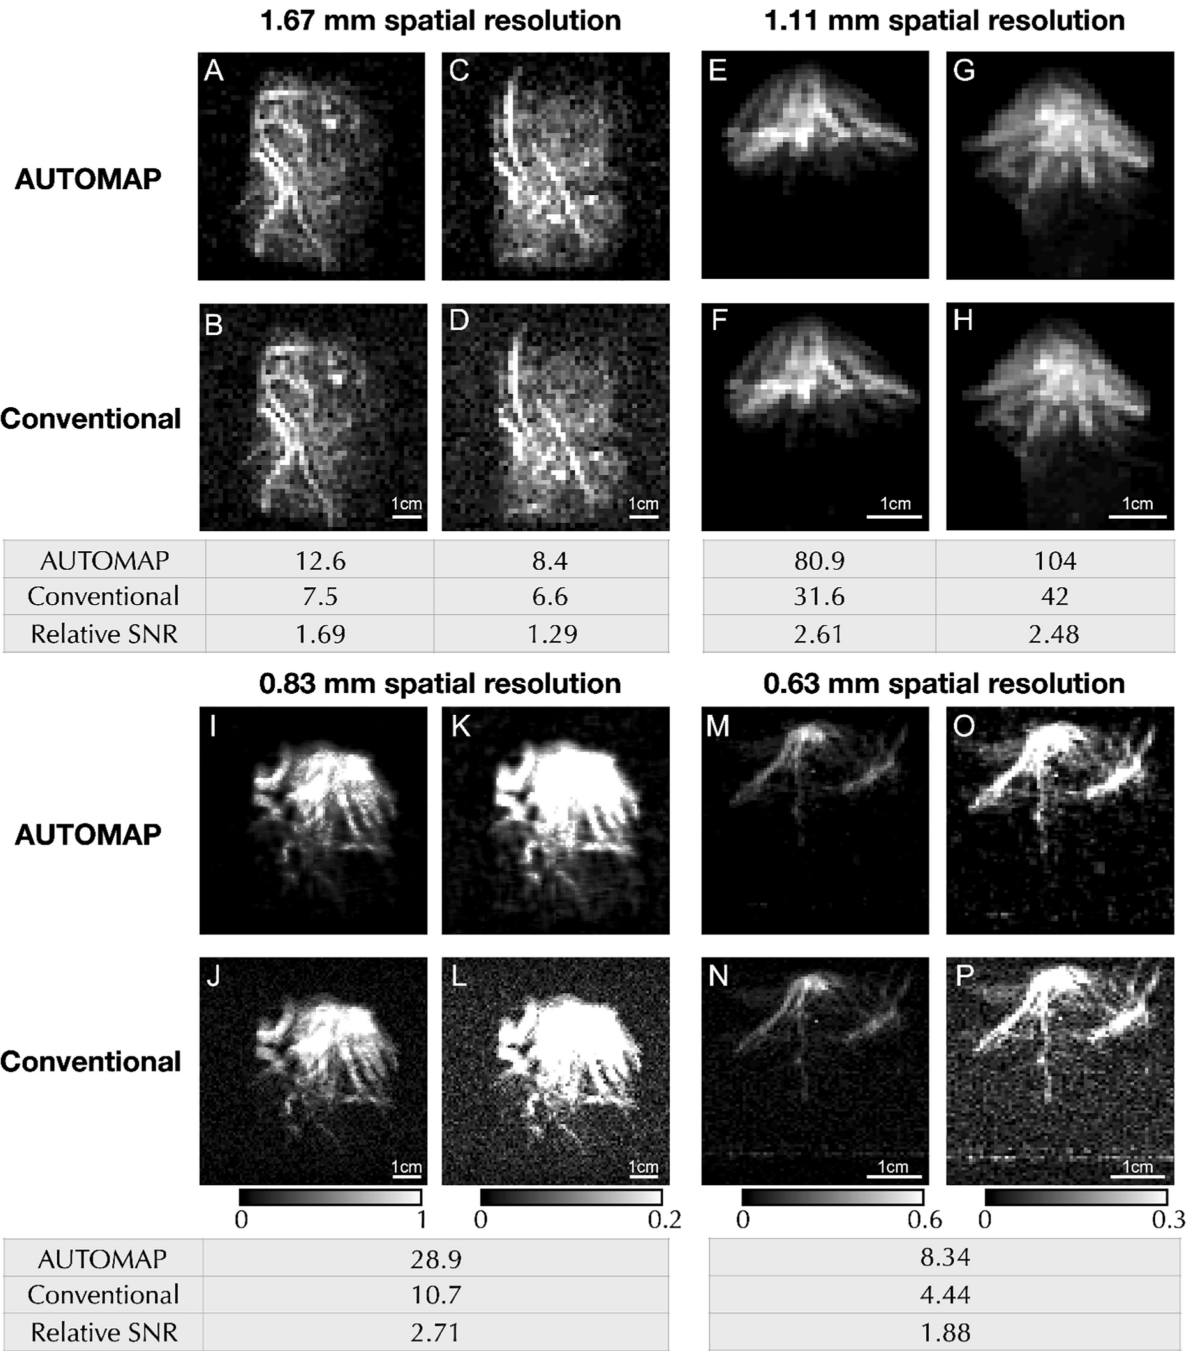 1.67 mm spatial resolution 1.11 mm spatial resolution
A C E G
AUTOMAP
B D F H
Conventional
1cm 1cm 1cm 1cm
AUTOMAP 12.6 8.4 80.9 104
Conventional 7.5 6.6 31.6 42
Relative SNR 1.69 1.29 2.61 2.48
0.83 mm spatial resolution 0.63 mm spatial resolution
I K M O
AUTOMAP
J L N P
Conventional
1cm 1cm 1cm 1cm
0 1 0 0.2 0 0.6 0 0.3
AUTOMAP 28.9 8.34
Conventional 10.7 4.44
Relative SNR 2.71 1.88